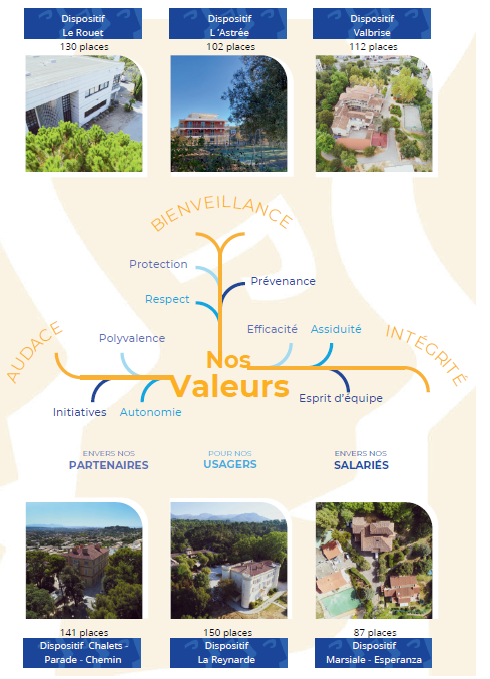 Dispositif
Le Rouet
130 places
Dispositif
L 'Astrée
102 places
Dispositif
Valbrise
112 places
BIENVEILLANCE
Protection
Prévenance
Respect
AUDACE
Polyvalence
Efficacité
Assiduité
INTÉGRITÉ
Nos
Valeurs
Initiatives
Autonomie
Esprit d'équipe
ENVERS NOS
PARTENAIRES
POUR NOS
USAGERS
ENVERS NOS
SALARIÉS
141 places
Dispositif Chalets -
Parade - Chemin
150 places
Dispositif
La Reynarde
87 places
Dispositif
Marsiale - Esperanza